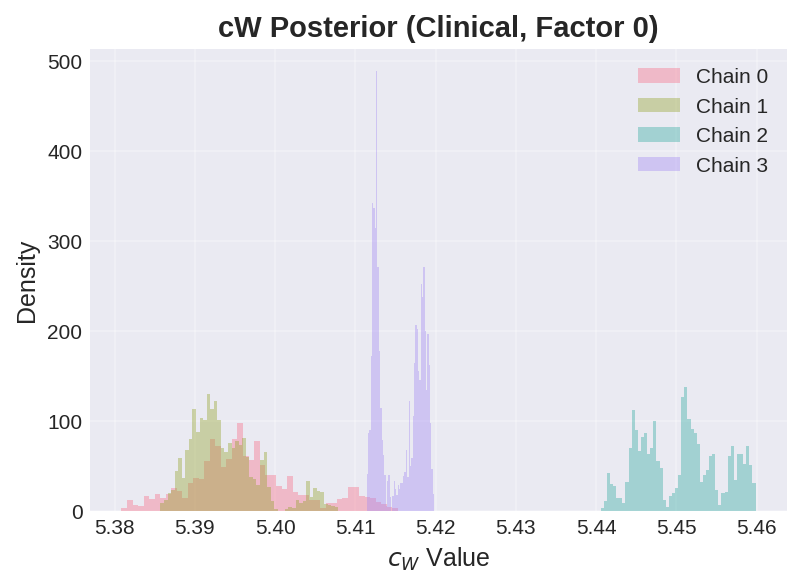 cW Posterior (Clinical, Factor 0)
500
400
300
200
100
0
Density
Chain 0
Chain 1
Chain 2
Chain 3
5.38 5.39 5.40 5.41 5.42 5.43 5.44 5.45 5.46
c_W Value